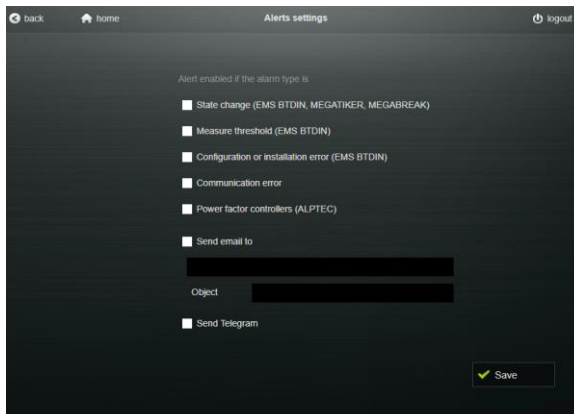 back
home
Alerts settings
logout
Alert enabled if the alarm type is
State change (EMS BTDIN, MEGATIKER, MEGABREAK)
Measure threshold (EMS BTDIN)
Configuration or installation error (EMS BTDIN)
Communication error
Power factor controllers (ALPTEC)
Send email to
Object
Send Telegram
Save